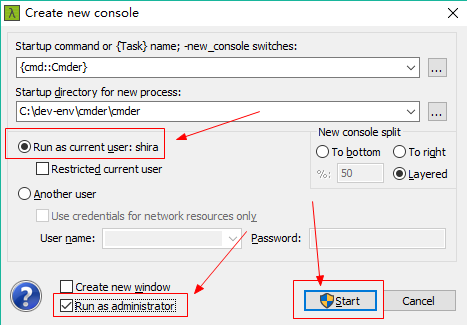 Create new console
Startup command or {Task} name; -new_console switches:
{cmd::Cmder}
...
Startup directory for new process:
C:\dev-env\cmder\cmder
...
Run as current user: shira
Restricted current user
Another user
Use credentials for network resources only
User name:
Password:
New console split
To bottom
To right
%:
50
Layered
Create new window
Run as administrator
Start
Cancel